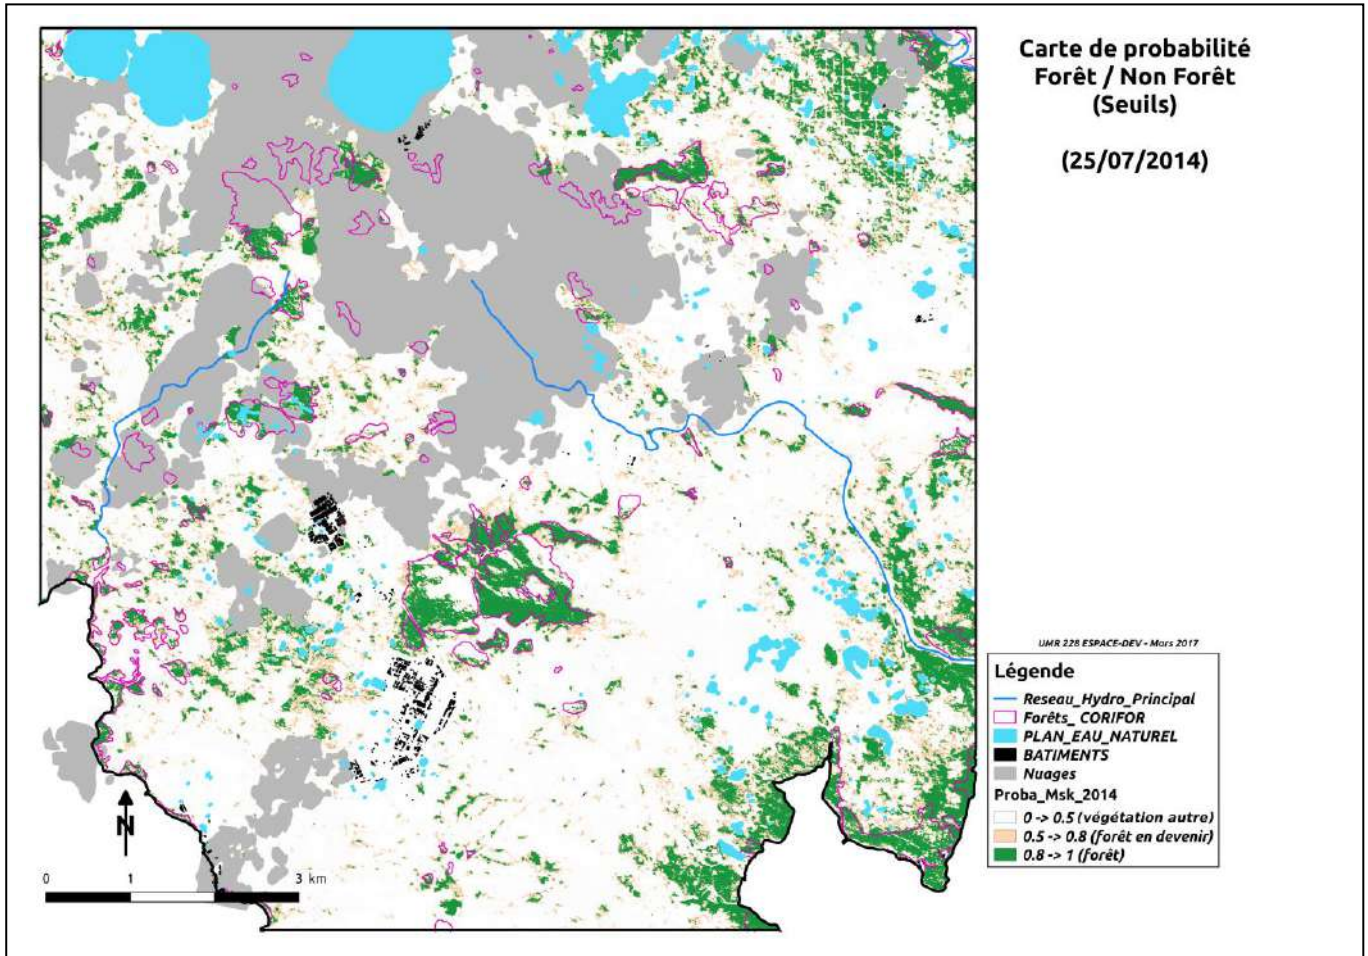 Carte de probabilité
Forêt / Non Forêt
(Seuils)
(25/07/2014)
UMR 228 ESPACE-DEV - Mars 2017
Légende
Reseau_Hydro_Principal
Forêts_ CORIFOR
PLAN_EAU_NATUREL
BATIMENTS
Nuages
Proba_Msk_2014
0 -> 0.5 (végétation autre)
0.5 -> 0.8 (forêt en devenir)
0.8 -> 1 (forêt)
N
0 1 2 3 km